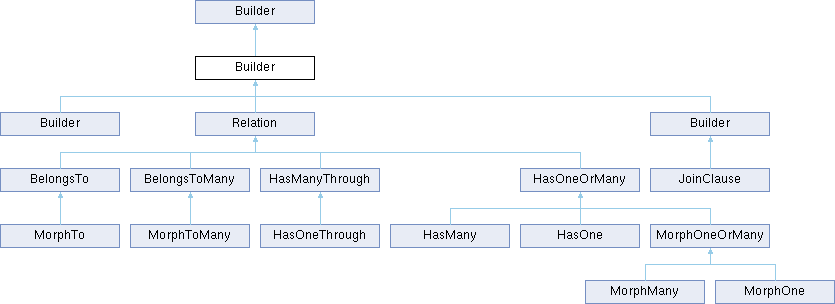 Builder
Builder
Builder Relation Builder
BelongsTo BelongsToMany HasManyThrough HasOneOrMany JoinClause
MorphTo MorphToMany HasOneThrough HasMany HasOne MorphOneOrMany
MorphMany MorphOne